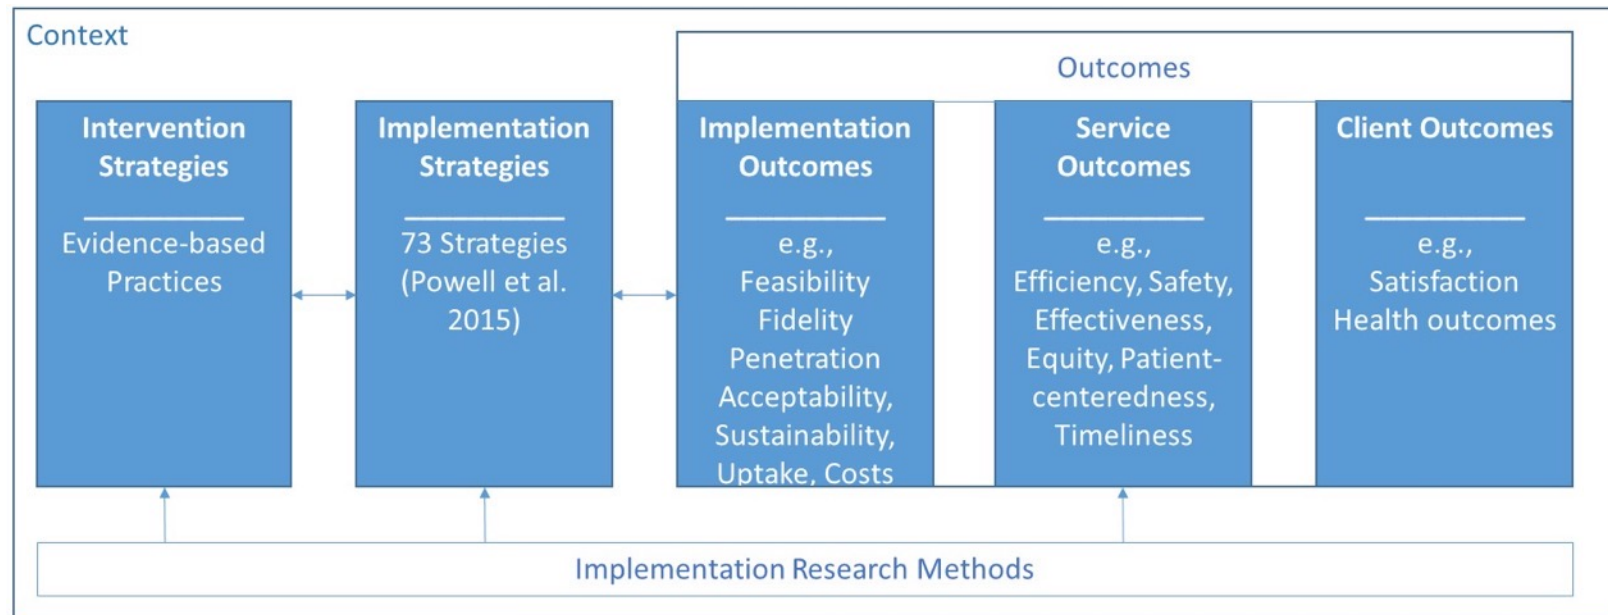 Context
Outcomes
Intervention
Strategies
Evidence-based
Practices
Implementation
Strategies
73 Strategies
(Powell et al.
2015)
Implementation
Outcomes
e.g.,
Feasibility
Fidelity
Penetration
Acceptability,
Sustainability,
Uptake, Costs
Service
Outcomes
e.g.,
Efficiency, Safety,
Effectiveness,
Equity, Patient-
centeredness,
Timeliness
Client Outcomes
e.g.,
Satisfaction
Health outcomes
Implementation Research Methods